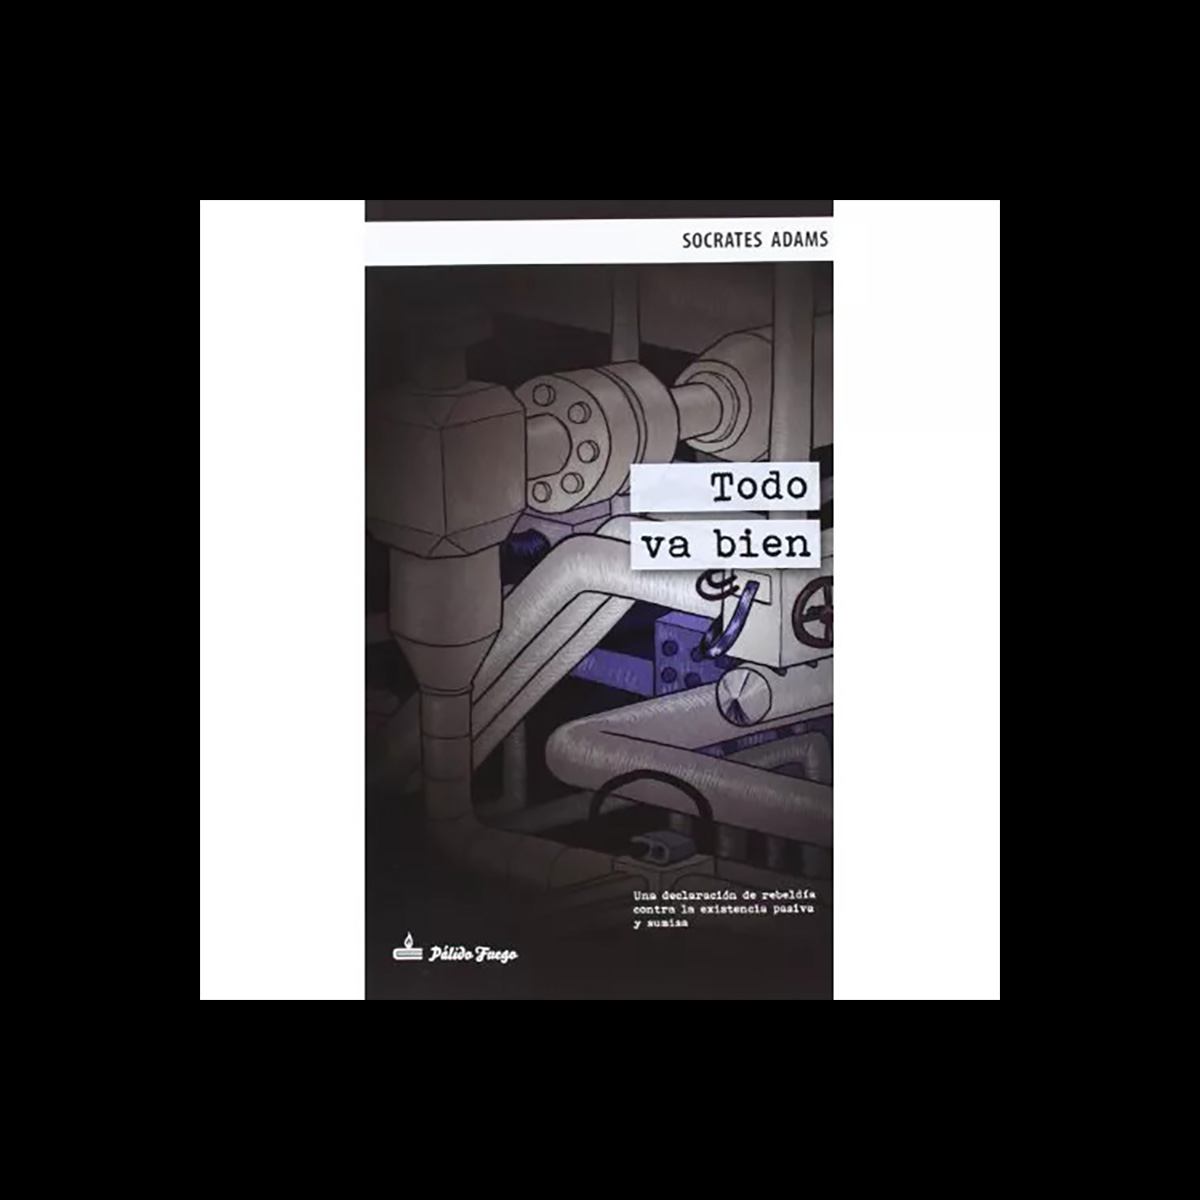 SOCRATES ADAMS
Todo
va bien
Una declaración de rebeldía
contra la existencia pasiva
y sumisa
Pálido Fuego